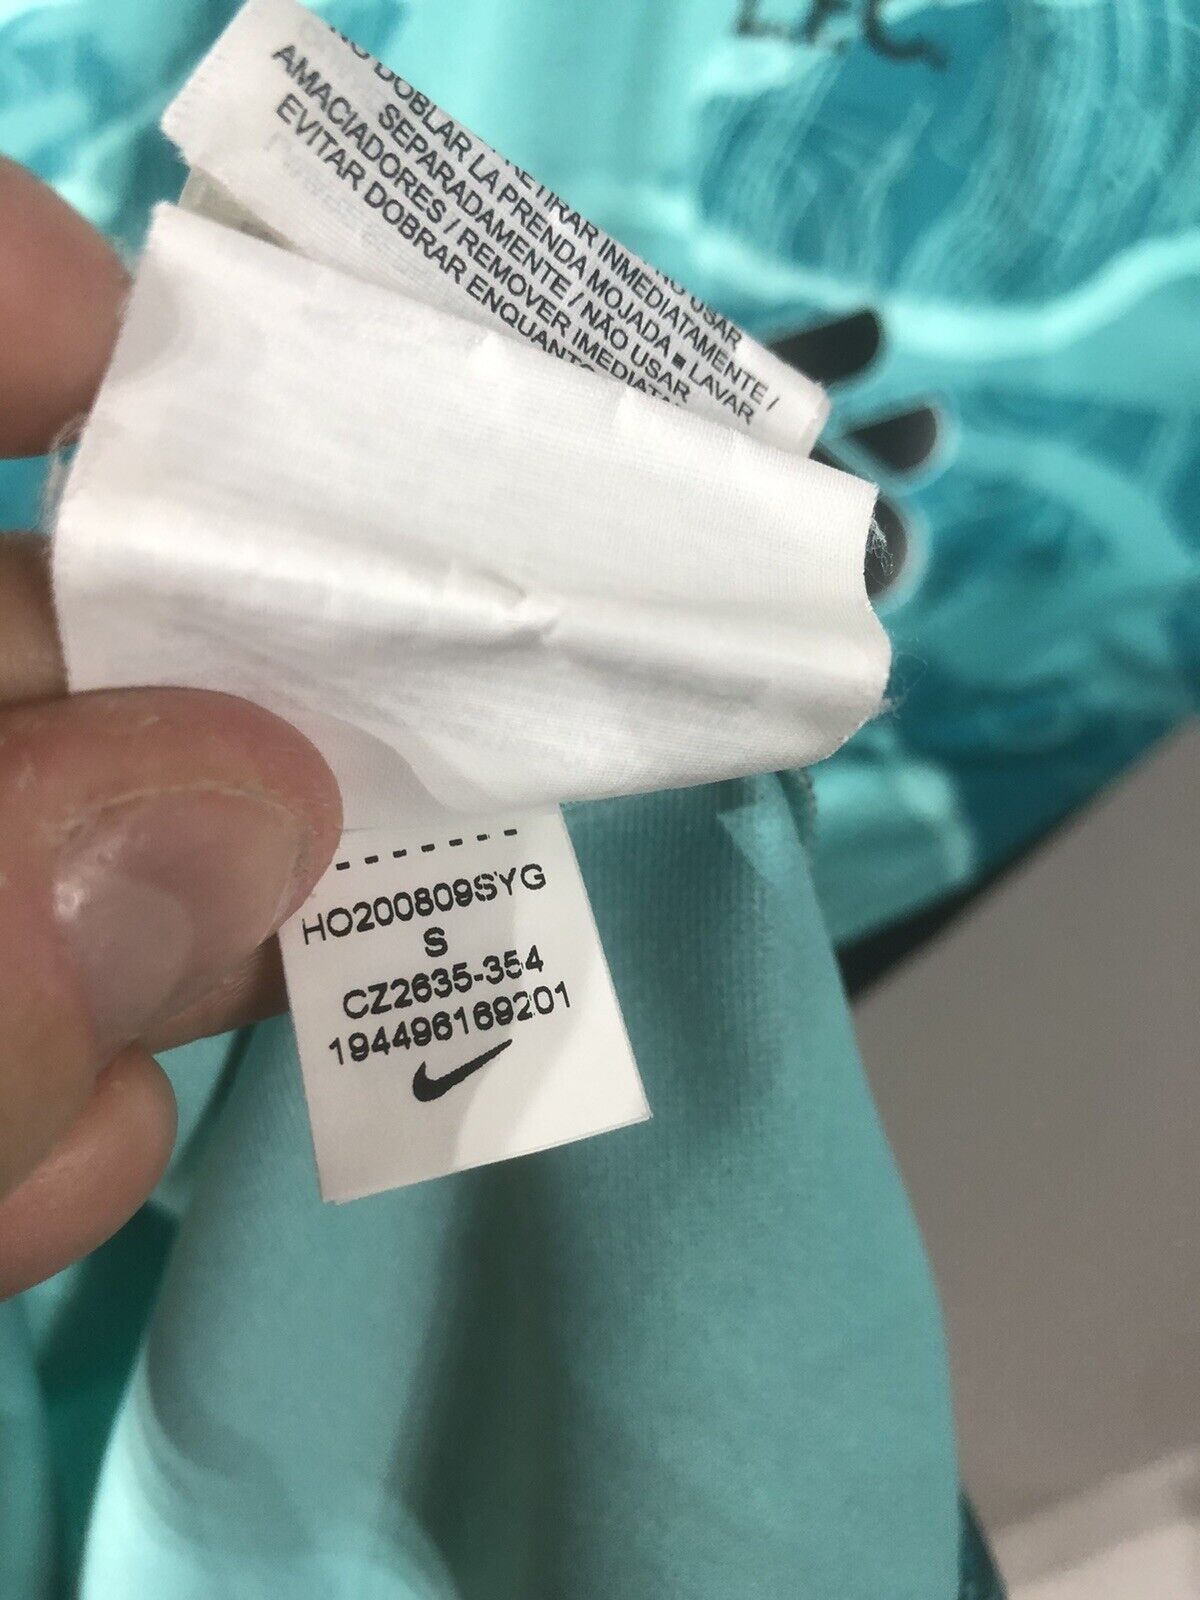 L.F.C.
NO DOBLAR LA PRENDA MOJADA ■ LAVAR
SEPARADAMENTE / NÃO USAR
AMACIADORES / REMOVER
EVITAR DOBRAR ENQUANTO
RETIRAR INMEDIATAMENTE /
NO USAR
HO200809SYG
S
CZ2635-354
194496169201